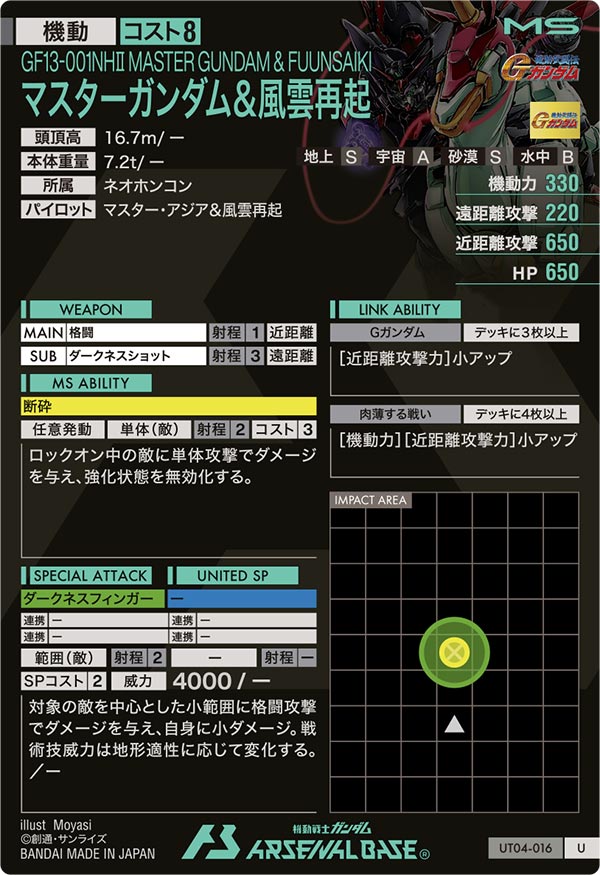 機動 コスト8 MS
GF13-001NHⅡ MASTER GUNDAM & FUUNSAIKI
マスターガンダム&風雲再起
機動武闘伝 Gガンダム
Gガンダム
頭頂高 16.7m/ー
本体重量 7.2t/ー
所属 ネオホンコン
パイロット マスター・アジア&風雲再起
地上 S 宇宙 A 砂漠 S 水中 B
機動力 330
遠距離攻撃 220
近距離攻撃 650
HP 650
WEAPON
MAIN 格闘 射程 1 近距離
SUB ダークネスショット 射程 3 遠距離
MS ABILITY
断砕
任意発動 単体(敵) 射程 2 コスト 3
ロックオン中の敵に単体攻撃でダメージ
を与え、強化状態を無効化する。
LINK ABILITY
Gガンダム デッキに3枚以上
[近距離攻撃力]小アップ
肉薄する戦い デッキに4枚以上
[機動力][近距離攻撃力]小アップ
IMPACT AREA
SPECIAL ATTACK UNITED SP
ダークネスフィンガー ー
連携 ー 連携 ー
連携 ー 連携 ー
範囲(敵) 射程 2 ー 射程 ー
SPコスト 2 威力 4000/ー
対象の敵を中心とした小範囲に格闘攻撃
でダメージを与え、自身に小ダメージ。戦
術技威力は地形適性に応じて変化する。
/ー
illust Moyasi
©創通・サンライズ
BANDAI MADE IN JAPAN
機動戦士ガンダム
ARSENAL BASE®
UT04-016 U